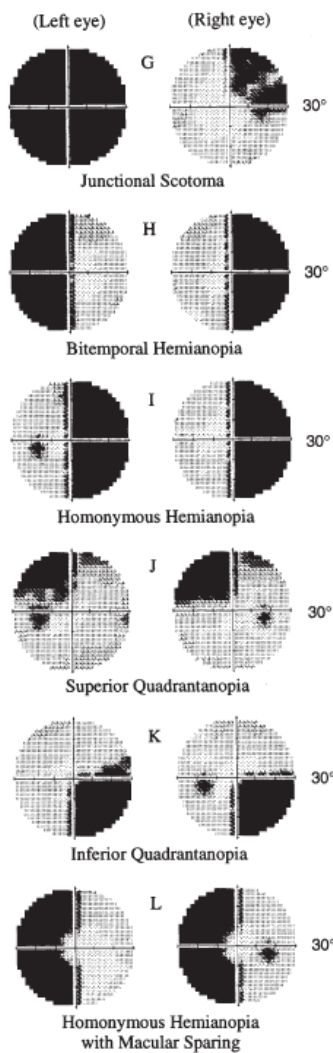 (Left eye) (Right eye)
G
30°
Junctional Scotoma
H
30°
Bitemporal Hemianopia
I
30°
Homonymous Hemianopia
J
30°
Superior Quadrantanopia
K
30°
Inferior Quadrantanopia
L
30°
Homonymous Hemianopia
with Macular Sparing